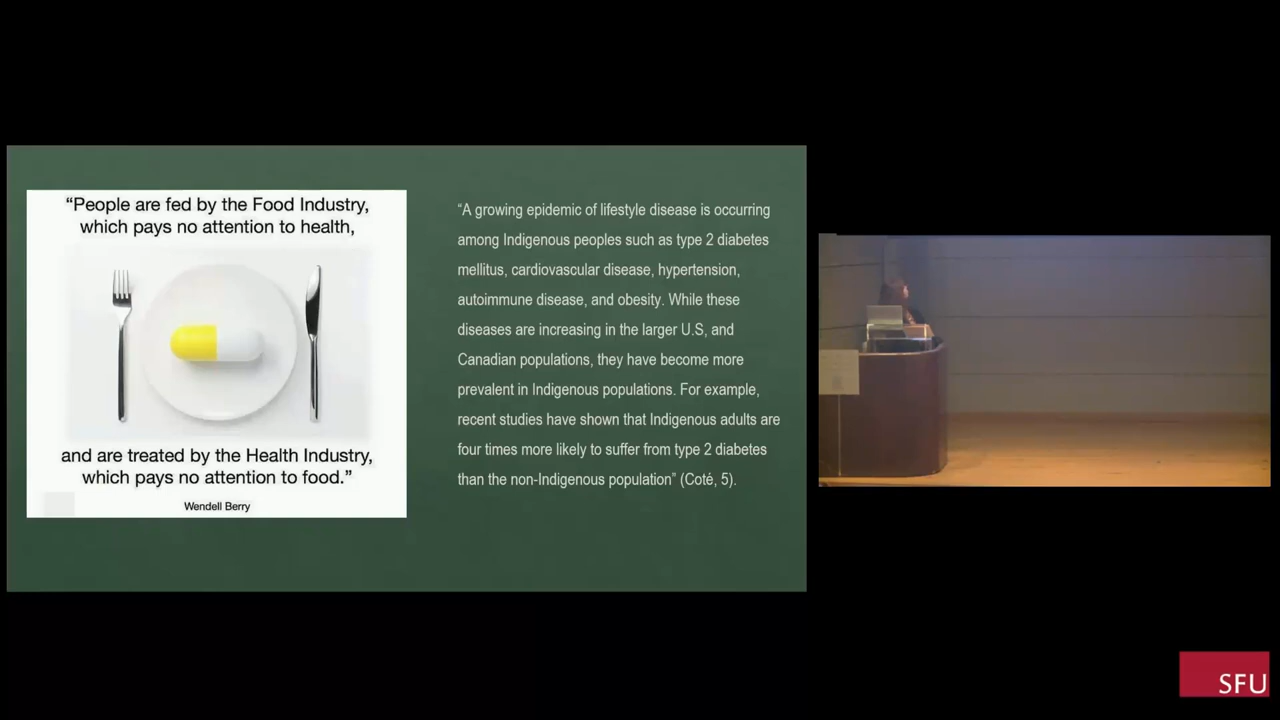 “People are fed by the Food Industry,
which pays no attention to health,
and are treated by the Health Industry,
which pays no attention to food.”
Wendell Berry
“A growing epidemic of lifestyle disease is occurring
among Indigenous peoples such as type 2 diabetes
mellitus, cardiovascular disease, hypertension,
autoimmune disease, and obesity. While these
diseases are increasing in the larger U.S, and
Canadian populations, they have become more
prevalent in Indigenous populations. For example,
recent studies have shown that Indigenous adults are
four times more likely to suffer from type 2 diabetes
than the non-Indigenous population” (Coté, 5).
SFU